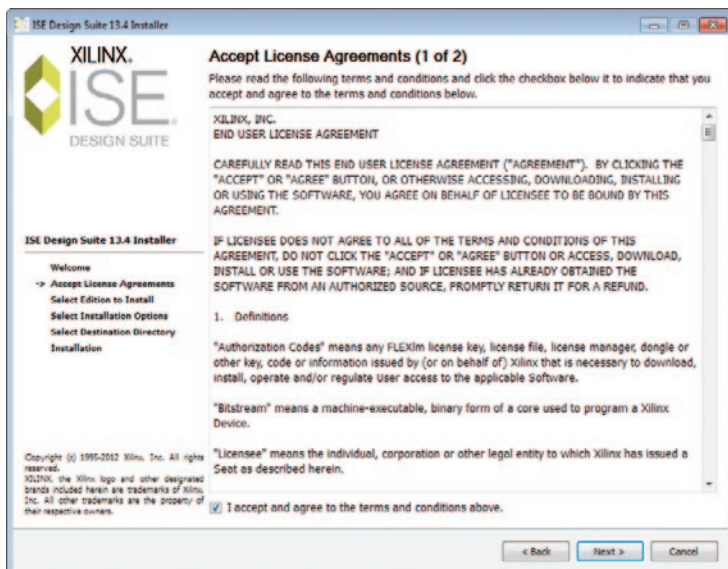 ISE Design Suite 13.4 Installer
XILINX.
ISE
DESIGN SUITE
ISE Design Suite 13.4 Installer
Welcome
-> Accept License Agreements
Select Edition to Install
Select Installation Options
Select Destination Directory
Installation
Copyright (c) 1995-2012 Xilinx, Inc. All rights
reserved.
XILINX, the Xilinx logo and other designated
brands included herein are trademarks of Xilinx,
Inc. All other trademarks are the property of
their respective owners.
Accept License Agreements (1 of 2)
Please read the following terms and conditions and click the checkbox below it to indicate that you
accept and agree to the terms and conditions below.
XILINX, INC.
END USER LICENSE AGREEMENT
CAREFULLY READ THIS END USER LICENSE AGREEMENT ("AGREEMENT"). BY CLICKING THE
"ACCEPT" OR "AGREE" BUTTON, OR OTHERWISE ACCESSING, DOWNLOADING, INSTALLING
OR USING THE SOFTWARE, YOU AGREE ON BEHALF OF LICENSEE TO BE BOUND BY THIS
AGREEMENT.
IF LICENSEE DOES NOT AGREE TO ALL OF THE TERMS AND CONDITIONS OF THIS
AGREEMENT, DO NOT CLICK THE "ACCEPT" OR "AGREE" BUTTON OR ACCESS, DOWNLOAD,
INSTALL OR USE THE SOFTWARE; AND IF LICENSEE HAS ALREADY OBTAINED THE
SOFTWARE FROM AN AUTHORIZED SOURCE, PROMPTLY RETURN IT FOR A REFUND.
1. Definitions
"Authorization Codes" means any FLEXlm license key, license file, license manager, dongle or
other key, code or information issued by (or on behalf of) Xilinx that is necessary to download,
install, operate and/or regulate User access to the applicable Software.
"Bitstream" means a machine-executable, binary form of a core used to program a Xilinx
Device.
"Licensee" means the individual, corporation or other legal entity to which Xilinx has issued a
Seat as described herein.
I accept and agree to the terms and conditions above.
< Back
Next >
Cancel